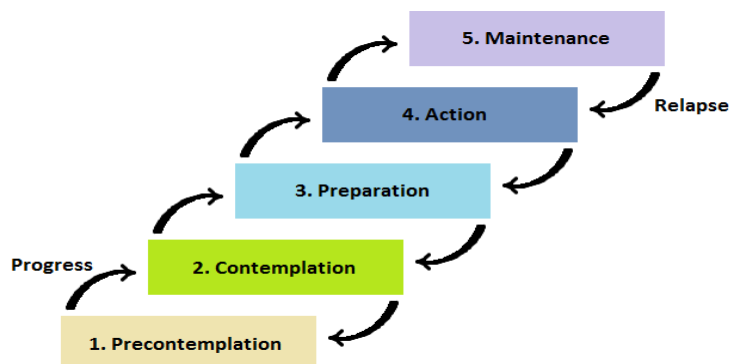 5. Maintenance
Relapse
4. Action
3. Preparation
Progress
2. Contemplation
1. Precontemplation